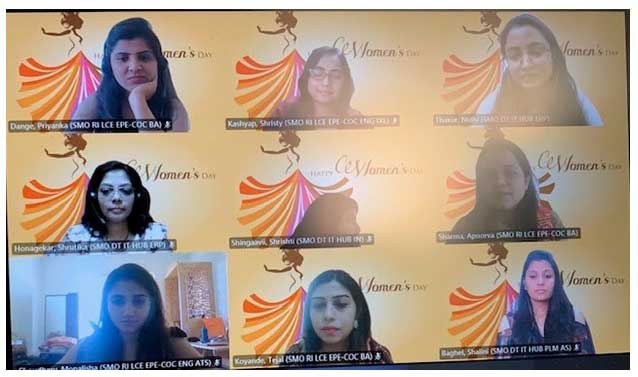 HAPPY Women's DAY
Dange, Priyanka (SMO RI LCE EPE-COC BA)
Women's DAY
Kashyap, Shristy (SMO RI LCE EPE-COC ENG IXL)
Women's DAY
Thakur, Nidhi (SMO DT IT HUB ERP)
Women's DAY
Honagekar, Shrutika (SMO DT IT HUB ERP)
HAPPY Women's DAY
Shingaavii, Shrishti (SMO DT IT HUB IN)
Women's DAY
Sharma, Apoorva (SMO RI LCE EPE-COC BA)
Monalisha (SMO RI LCE EPE-COC ENG ATS)
Women's DAY
Koyande, Tejal (SMO RI LCE EPE-COC BA)
Women's DAY
Baghel, Shalini (SMO DT IT HUB PLM AS)